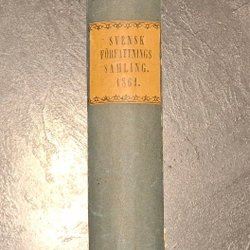 SVENSK
FÖRFATTNINGS
SAMLING.
1861.